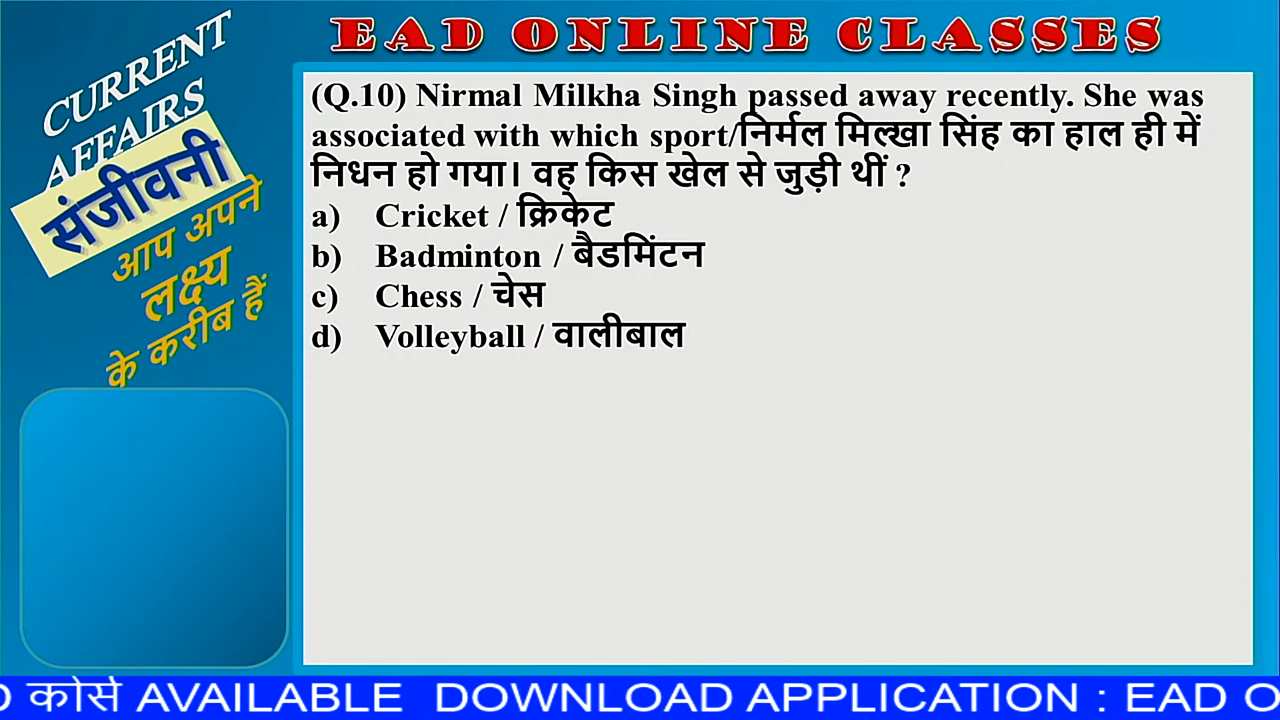 EAD ONLINE CLASSES
CURRENT
AFFAIRS
संजीवनी
आप अपने
लक्ष्य
के करीब हैं
(Q.10) Nirmal Milkha Singh passed away recently. She was
associated with which sport/निर्मल मिल्खा सिंह का हाल ही में
निधन हो गया। वह किस खेल से जुड़ी थीं ?
a) Cricket / क्रिकेट
b) Badminton / बैडमिंटन
c) Chess / चेस
d) Volleyball / वालीबाल
D कोर्स AVAILABLE DOWNLOAD APPLICATION : EAD O